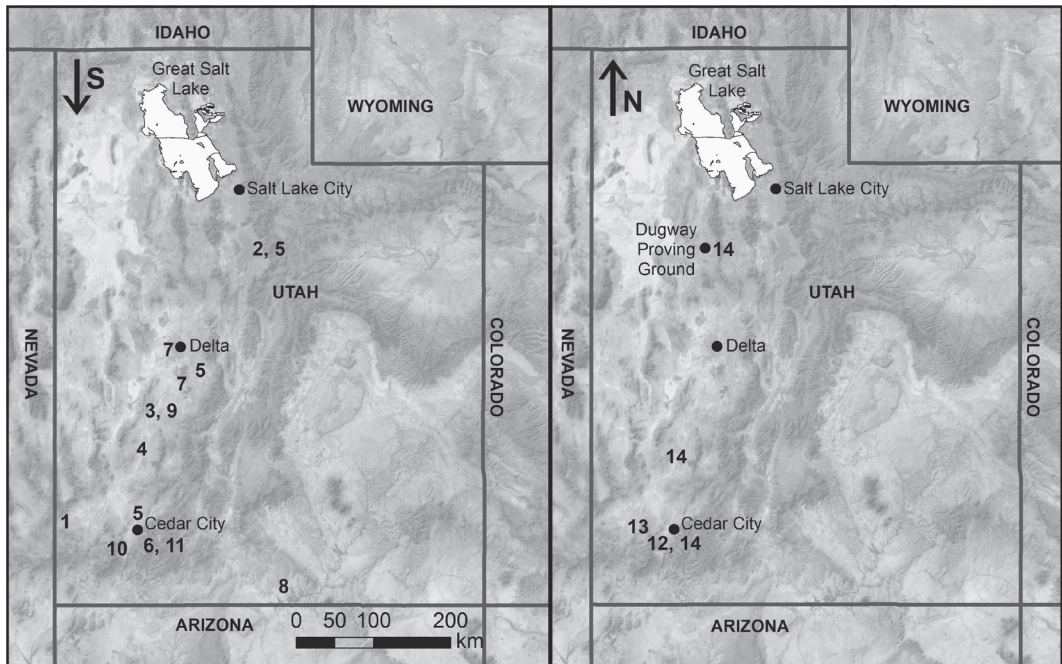 IDAHO
S
Great Salt
Lake
WYOMING
Salt Lake City
2, 5
UTAH
NEVADA
COLORADO
7 Delta
5
7
3, 9
4
5
1
Cedar City
10
6, 11
8
ARIZONA
0 50 100 200
km
IDAHO
N
Great Salt
Lake
WYOMING
Salt Lake City
Dugway
Proving
Ground
14
UTAH
NEVADA
COLORADO
Delta
14
13
Cedar City
12, 14
ARIZONA